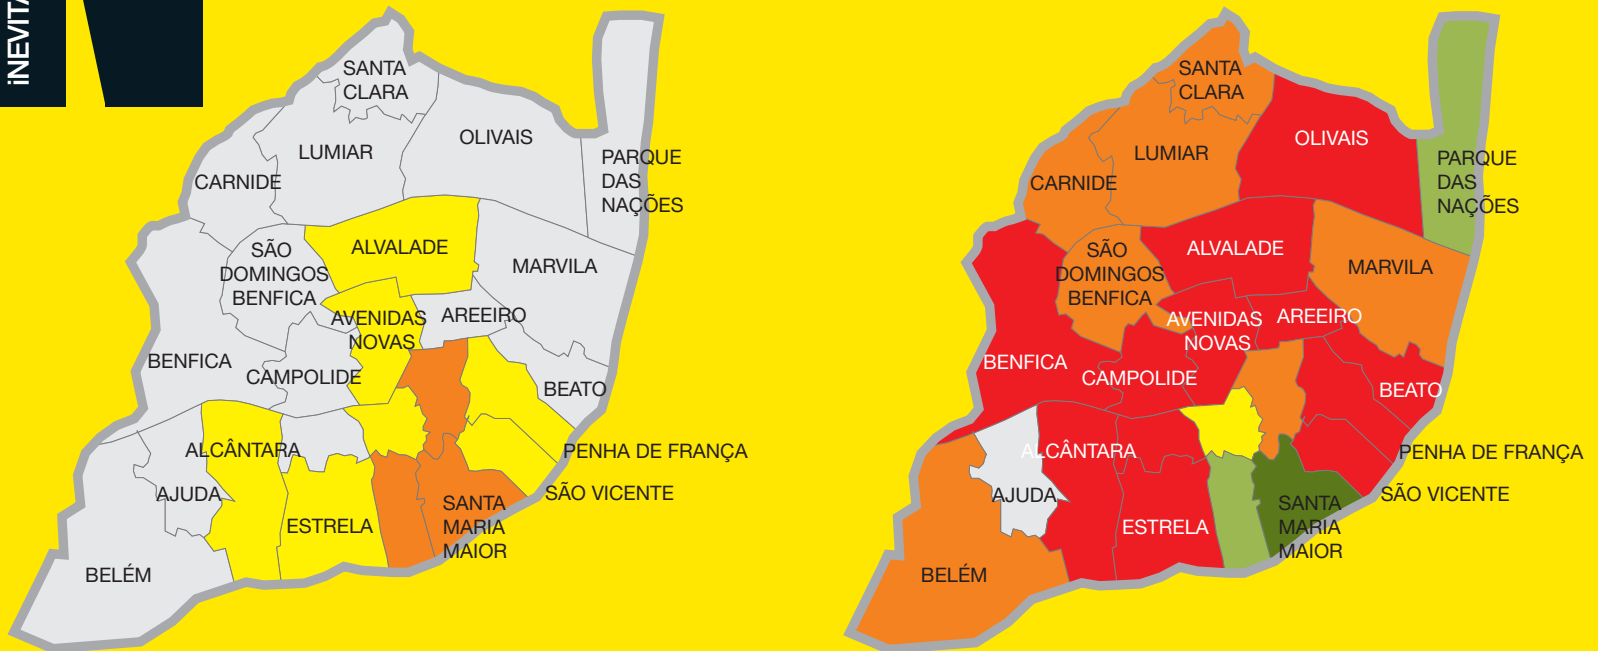 iNEVITA
SANTA
CLARA
OLIVAIS
LUMIAR
PARQUE
DAS
NAÇÕES
CARNIDE
SÃO
DOMINGOS
BENFICA
ALVALADE
MARVILA
AVENIDAS
NOVAS
AREEIRO
BENFICA
CAMPOLIDE
BEATO
ALCÂNTARA
PENHA DE FRANÇA
AJUDA
SÃO VICENTE
SANTA
MARIA
MAIOR
ESTRELA
BELÉM
SANTA
CLARA
OLIVAIS
LUMIAR
PARQUE
DAS
NAÇÕES
CARNIDE
SÃO
DOMINGOS
BENFICA
ALVALADE
MARVILA
AVENIDAS
NOVAS
AREEIRO
BENFICA
CAMPOLIDE
BEATO
ALCÂNTARA
PENHA DE FRANÇA
AJUDA
SÃO VICENTE
SANTA
MARIA
MAIOR
ESTRELA
BELÉM